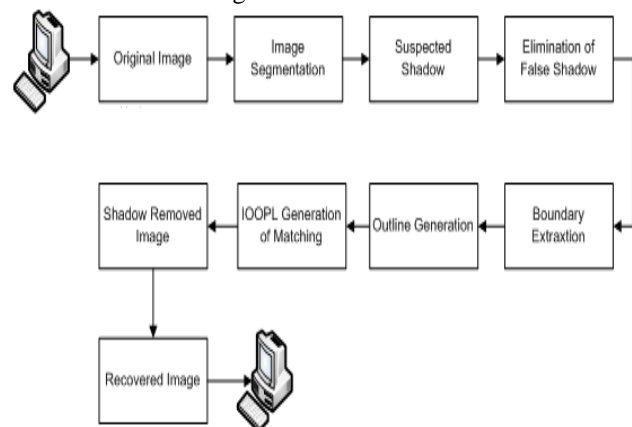 Original Image
Image
Segmentation
Suspected
Shadow
Elimination of
False Shadow
Shadow Removed
Image
IOOPL Generation
of Matching
Outline Generation
Boundary
Extraxtion
Recovered Image